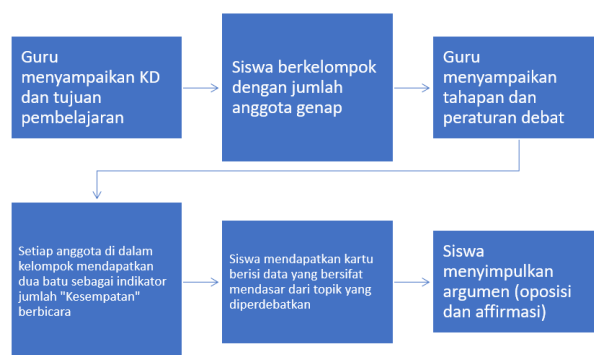 Guru
menyampaikan KD
dan tujuan
pembelajaran
Siswa berkelompok
dengan jumlah
anggota genap
Guru
menyampaikan
tahapan dan
peraturan debat
Setiap anggota di dalam
kelompok mendapatkan
dua batu sebagai indikator
jumlah "Kesempatan"
berbicara
Siswa mendapatkan kartu
berisi data yang bersifat
mendasar dari topik yang
diperdebatkan
Siswa
menyimpulkan
argumen (oposisi
dan affirmasi)